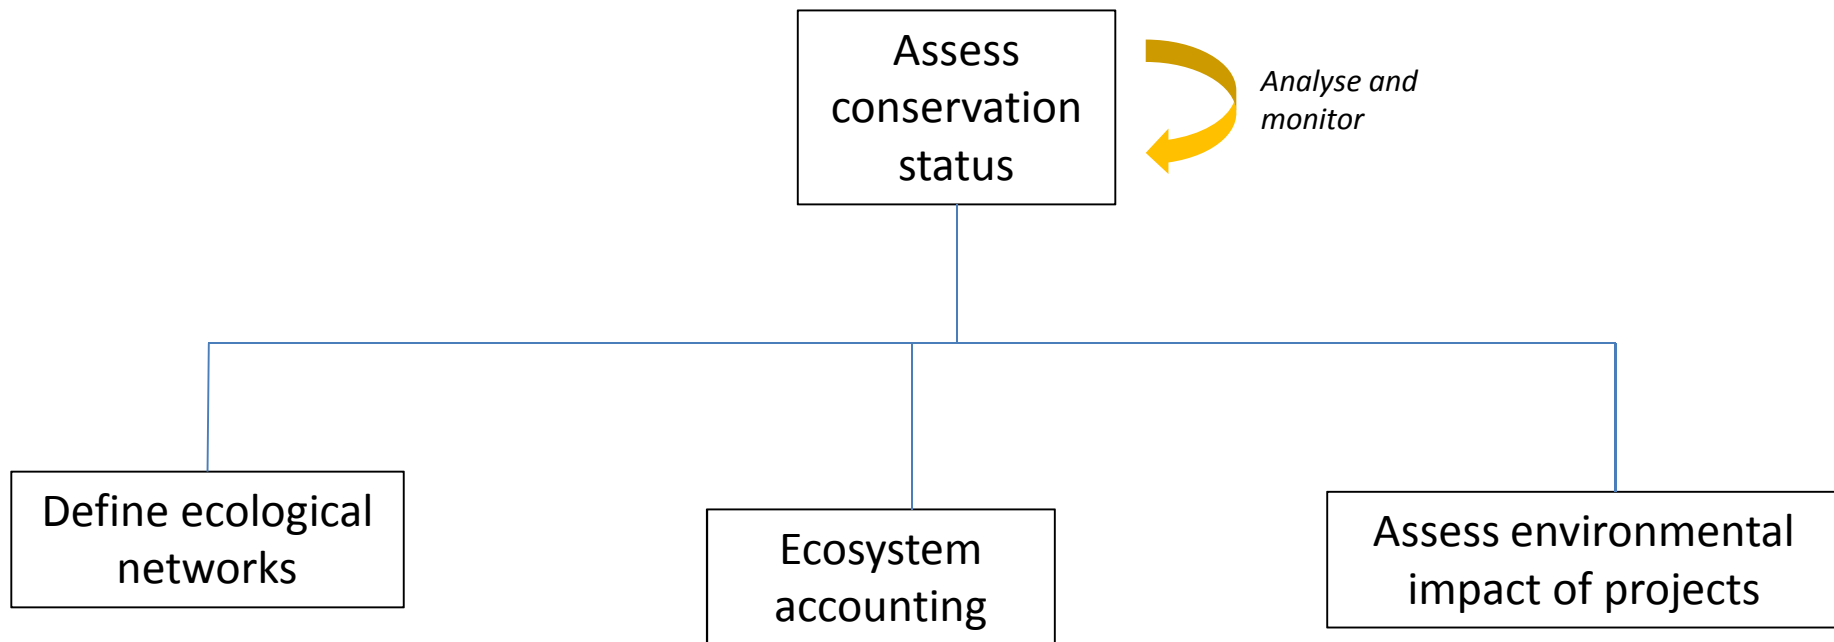 Assess
conservation
status
Analyse and
monitor
Define ecological
networks
Ecosystem
accounting
Assess environmental
impact of projects